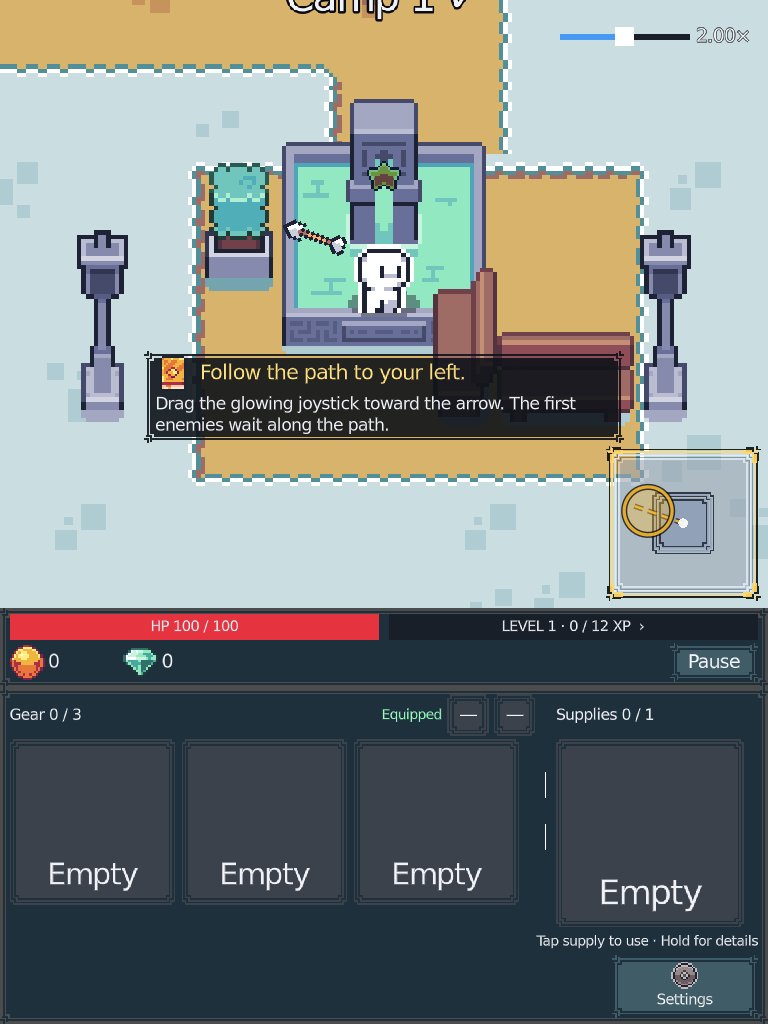 Camp 1 ✓
2.00×
Follow the path to your left.
Drag the glowing joystick toward the arrow. The first
enemies wait along the path.
HP 100 / 100
LEVEL 1 · 0 / 12 XP ›
0
0
Pause
Gear 0 / 3
Equipped — —
Supplies 0 / 1
Empty
Empty
Empty
Empty
Tap supply to use · Hold for details
Settings